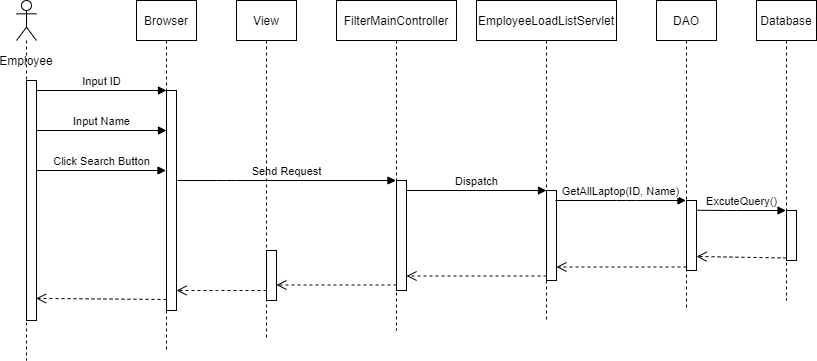 Browser
View
FilterMainController
EmployeeLoadListServlet
DAO
Database
Employee
Input ID
Input Name
Click Search Button
Send Request
Dispatch
GetAllLaptop(ID, Name)
ExcuteQuery()